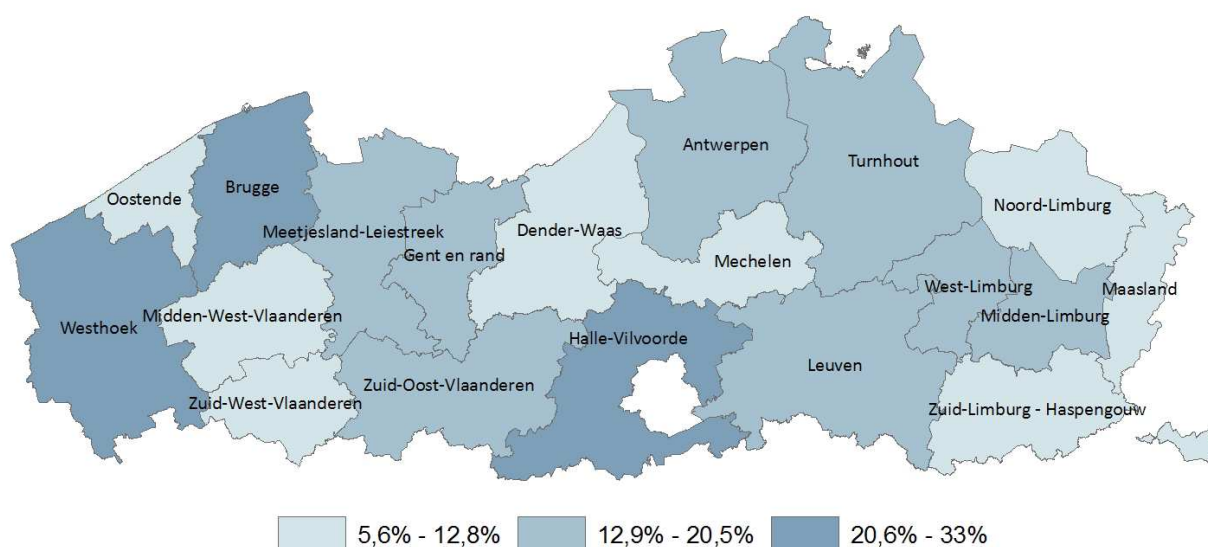 Antwerpen
Turnhout
Brugge
Oostende
Noord-Limburg
Meetjesland-Leiestreek
Dender-Waas
Gent en rand
Mechelen
West-Limburg
Maasland
Midden-West-Vlaanderen
Midden-Limburg
Westhoek
Halle-Vilvoorde
Leuven
Zuid-Oost-Vlaanderen
Zuid-West-Vlaanderen
Zuid-Limburg - Haspengouw
5,6% - 12,8% 12,9% - 20,5% 20,6% - 33%